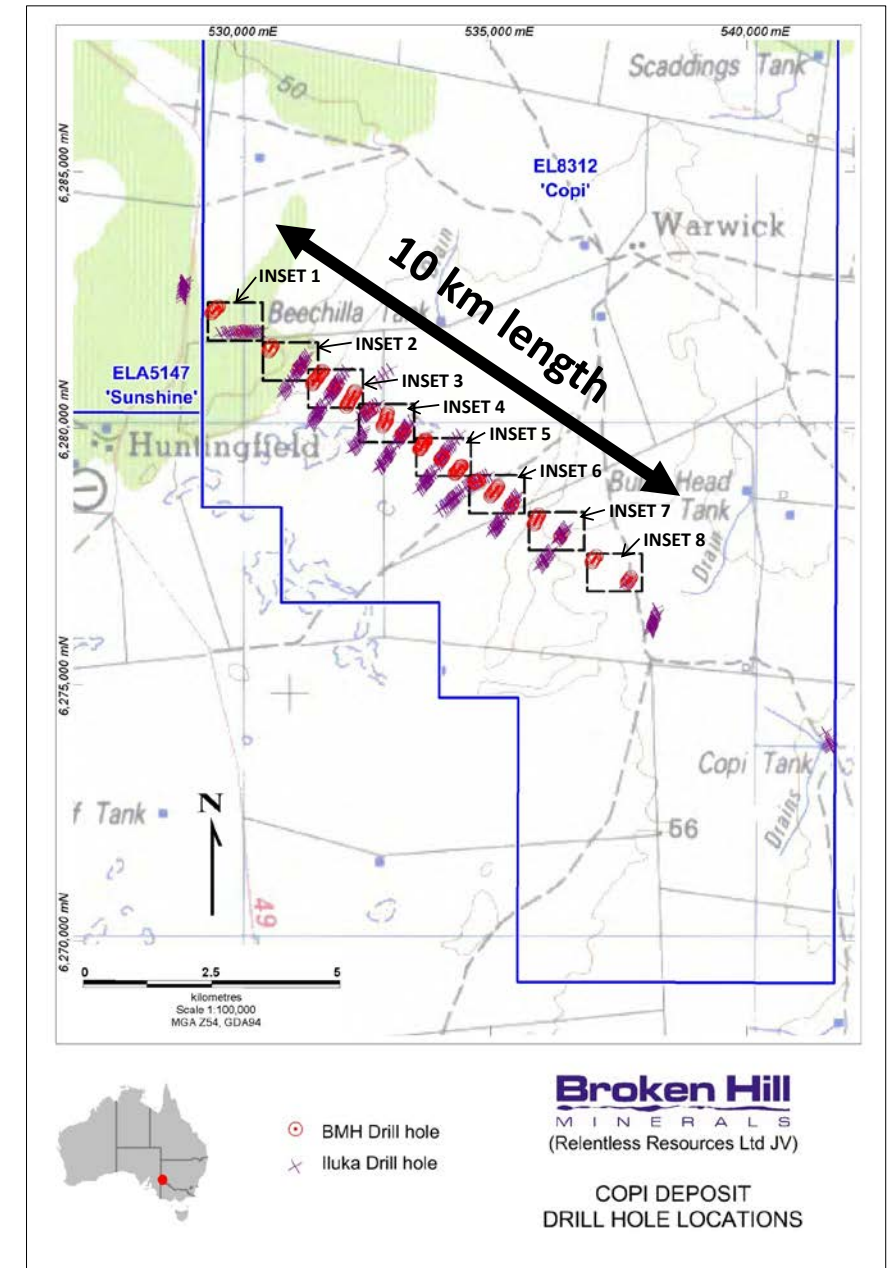 530,000 mE
535,000 mE
540,000 mE
Scaddings Tank
50
6,285,000 mN
EL8312
'Copi'
Warwick
10 km length
INSET 1
Beechilla Tank
INSET 2
ELA5147
'Sunshine'
INSET 3
INSET 4
6,280,000 mN
Huntingfield
INSET 5
INSET 6
Head
Tank
INSET 7
Drain
INSET 8
6,275,000 mN
Copi Tank
N
f Tank
56
Drains
49
6,270,000 mN
0
2.5
5
kilometres
Scale 1:100,000
MGA Z54, GDA94
BMH Drill hole
Iluka Drill hole
Broken Hill
MINERALS
(Relentless Resources Ltd JV)
COPI DEPOSIT
DRILL HOLE LOCATIONS